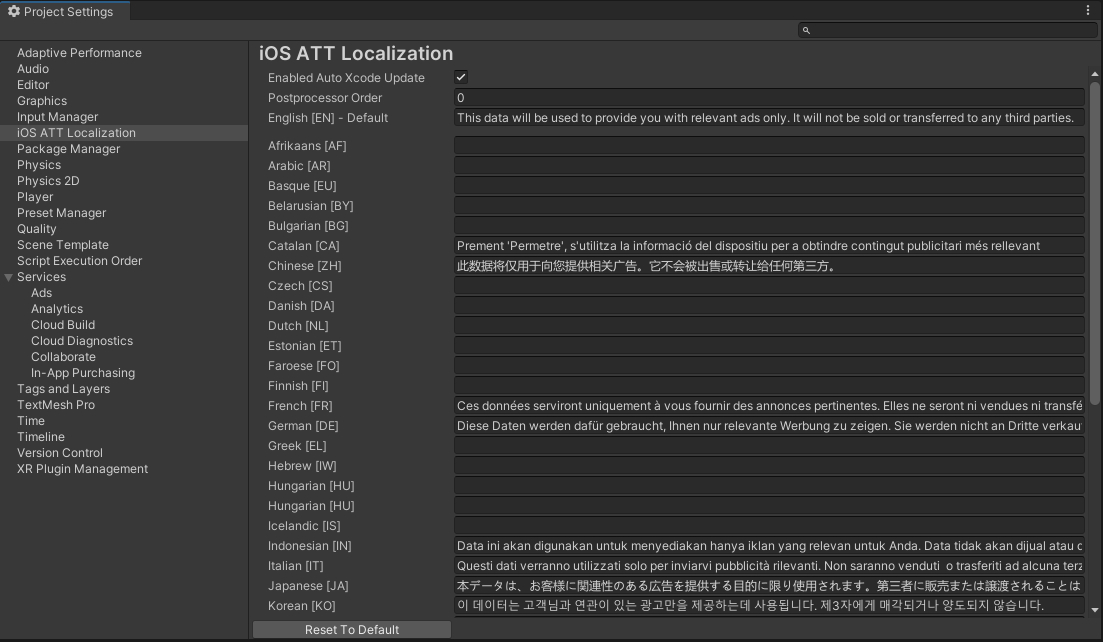 Project Settings
Adaptive Performance
Audio
Editor
Graphics
Input Manager
iOS ATT Localization
Package Manager
Physics
Physics 2D
Player
Preset Manager
Quality
Scene Template
Script Execution Order
Services
Ads
Analytics
Cloud Build
Cloud Diagnostics
Collaborate
In-App Purchasing
Tags and Layers
TextMesh Pro
Time
Timeline
Version Control
XR Plugin Management
iOS ATT Localization
Enabled Auto Xcode Update
Postprocessor Order 0
English [EN] - Default This data will be used to provide you with relevant ads only. It will not be sold or transferred to any third parties.
Afrikaans [AF]
Arabic [AR]
Basque [EU]
Belarusian [BY]
Bulgarian [BG]
Catalan [CA] Prement 'Permetre', s'utilitza la informació del dispositiu per a obtindre contingut publicitari més rellevant
Chinese [ZH] 此数据将仅用于向您提供相关广告。它不会被出售或转让给任何第三方。
Czech [CS]
Danish [DA]
Dutch [NL]
Estonian [ET]
Faroese [FO]
Finnish [FI]
French [FR] Ces données serviront uniquement à vous fournir des annonces pertinentes. Elles ne seront ni vendues ni transfé
German [DE] Diese Daten werden dafür gebraucht, Ihnen nur relevante Werbung zu zeigen. Sie werden nicht an Dritte verkau
Greek [EL]
Hebrew [IW]
Hungarian [HU]
Hungarian [HU]
Icelandic [IS]
Indonesian [IN] Data ini akan digunakan untuk menyediakan hanya iklan yang relevan untuk Anda. Data tidak akan dijual atau
Italian [IT] Questi dati verranno utilizzati solo per inviarvi pubblicità rilevanti. Non saranno venduti o trasferiti ad alcuna terz
Japanese [JA] 本データは、お客様に関連性のある広告を提供する目的に限り使用されます。第三者に販売または譲渡されることは
Korean [KO] 이 데이터는 고객님과 연관이 있는 광고만을 제공하는데 사용됩니다. 제3자에게 매각되거나 양도되지 않습니다.
Reset To Default